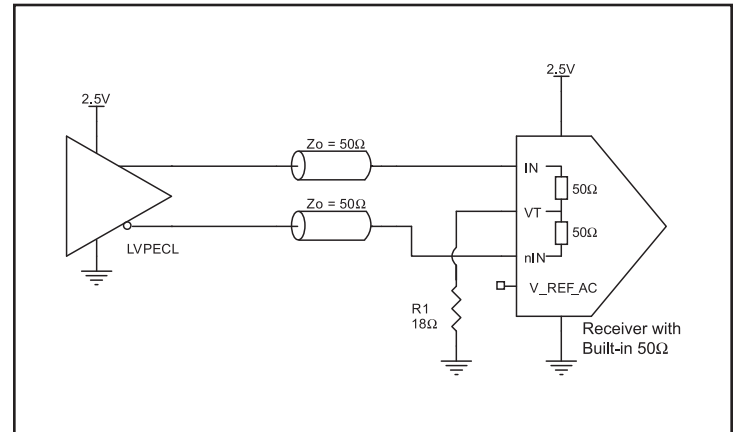 2.5V
2.5V
Zo = 50Ω
IN
50Ω
Zo = 50Ω
VT
50Ω
LVPECL
nIN
V_REF_AC
R1
18Ω
Receiver with
Built-in 50Ω